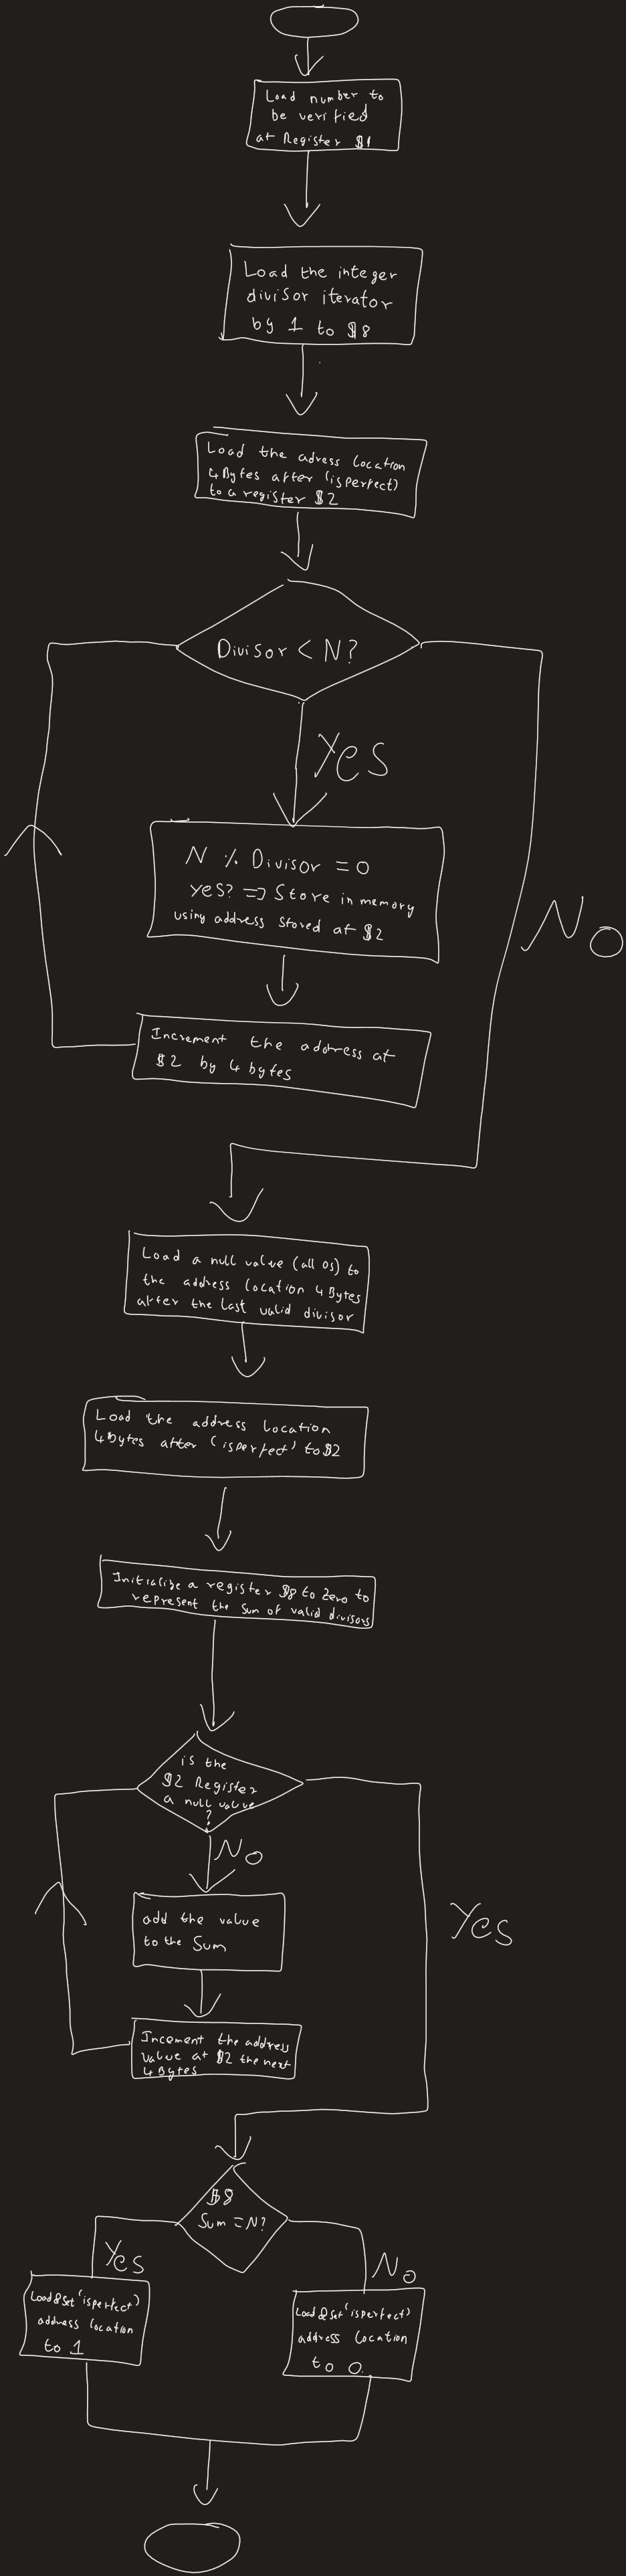 Load number to
be verified
at Register $1
Load the integer
divisor iterator
by 1 to $8
Load the adress location
4Bytes after (isperfect)
to a register $2
Divisor < N?
Yes
N % Divisor = 0
Yes? => Store in memory
using address stored at $2
No
Increment the address at
$2 by 4 bytes
Load a null value (all 0s) to
the address location 4 Bytes
after the last valid divisor
Load the address location
4Bytes after (isperfect) to $2
Initialize a register $8 to zero to
represent the sum of valid divisors
is the
$2 Register
a null value
?
No
Yes
add the value
to the Sum
Incement the address
value at $2 the next
4 Bytes
$8
Sum = N?
Yes
No
Load&Set (isperfect)
address location
to 1
Load&Set (isperfect)
address location
to 0.